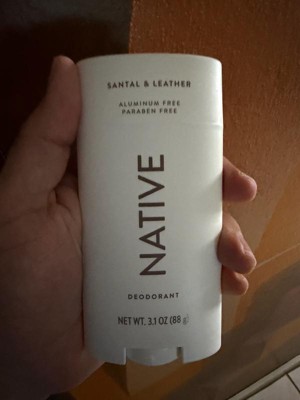 SANTAL & LEATHER
ALUMINUM FREE
PARABEN FREE
NATIVE
DEODORANT
NET WT. 3.1 OZ (88 g)